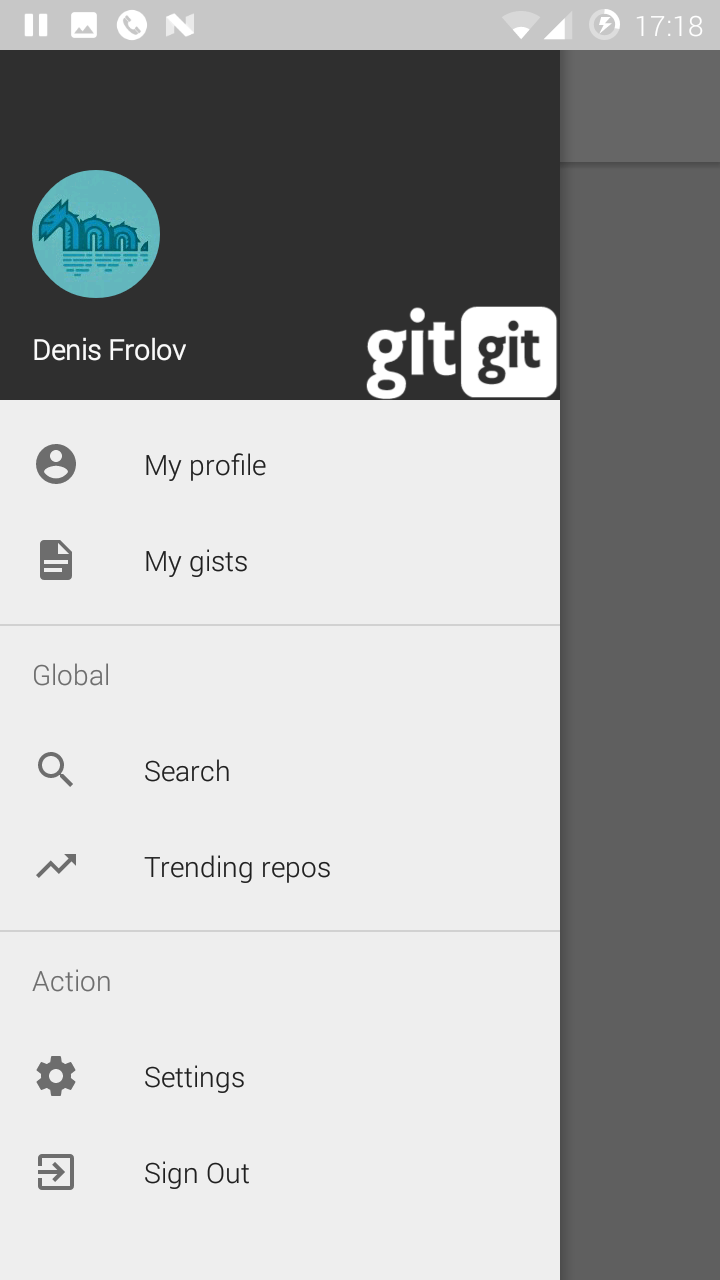 17:18
Denis Frolov
git git
My profile
My gists
Global
Search
Trending repos
Action
Settings
Sign Out